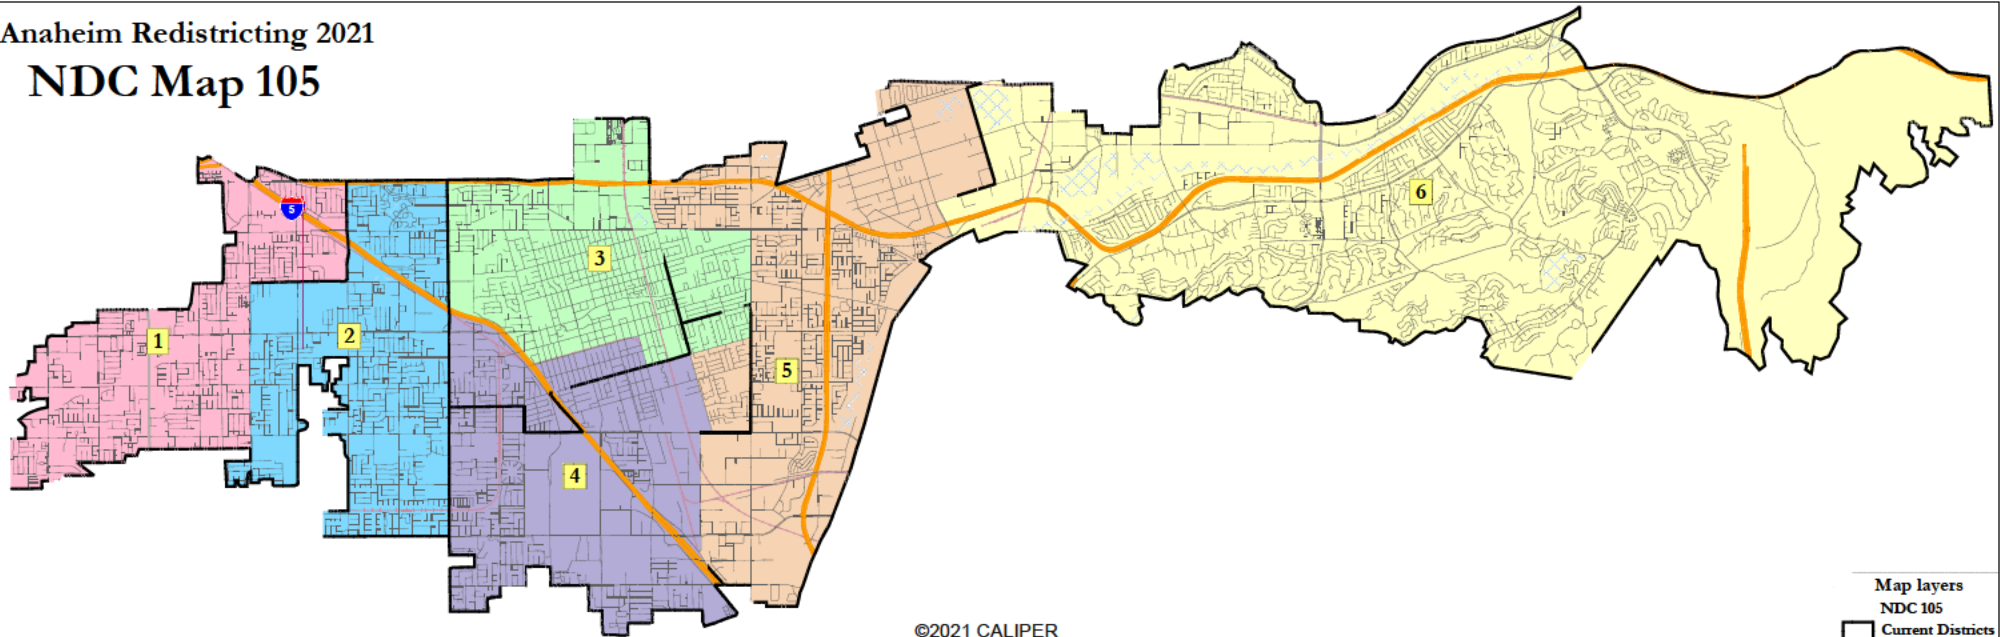 Anaheim Redistricting 2021
NDC Map 105
5
6
3
1
2
5
4
Map layers
NDC 105
Current Districts
©2021 CALIPER